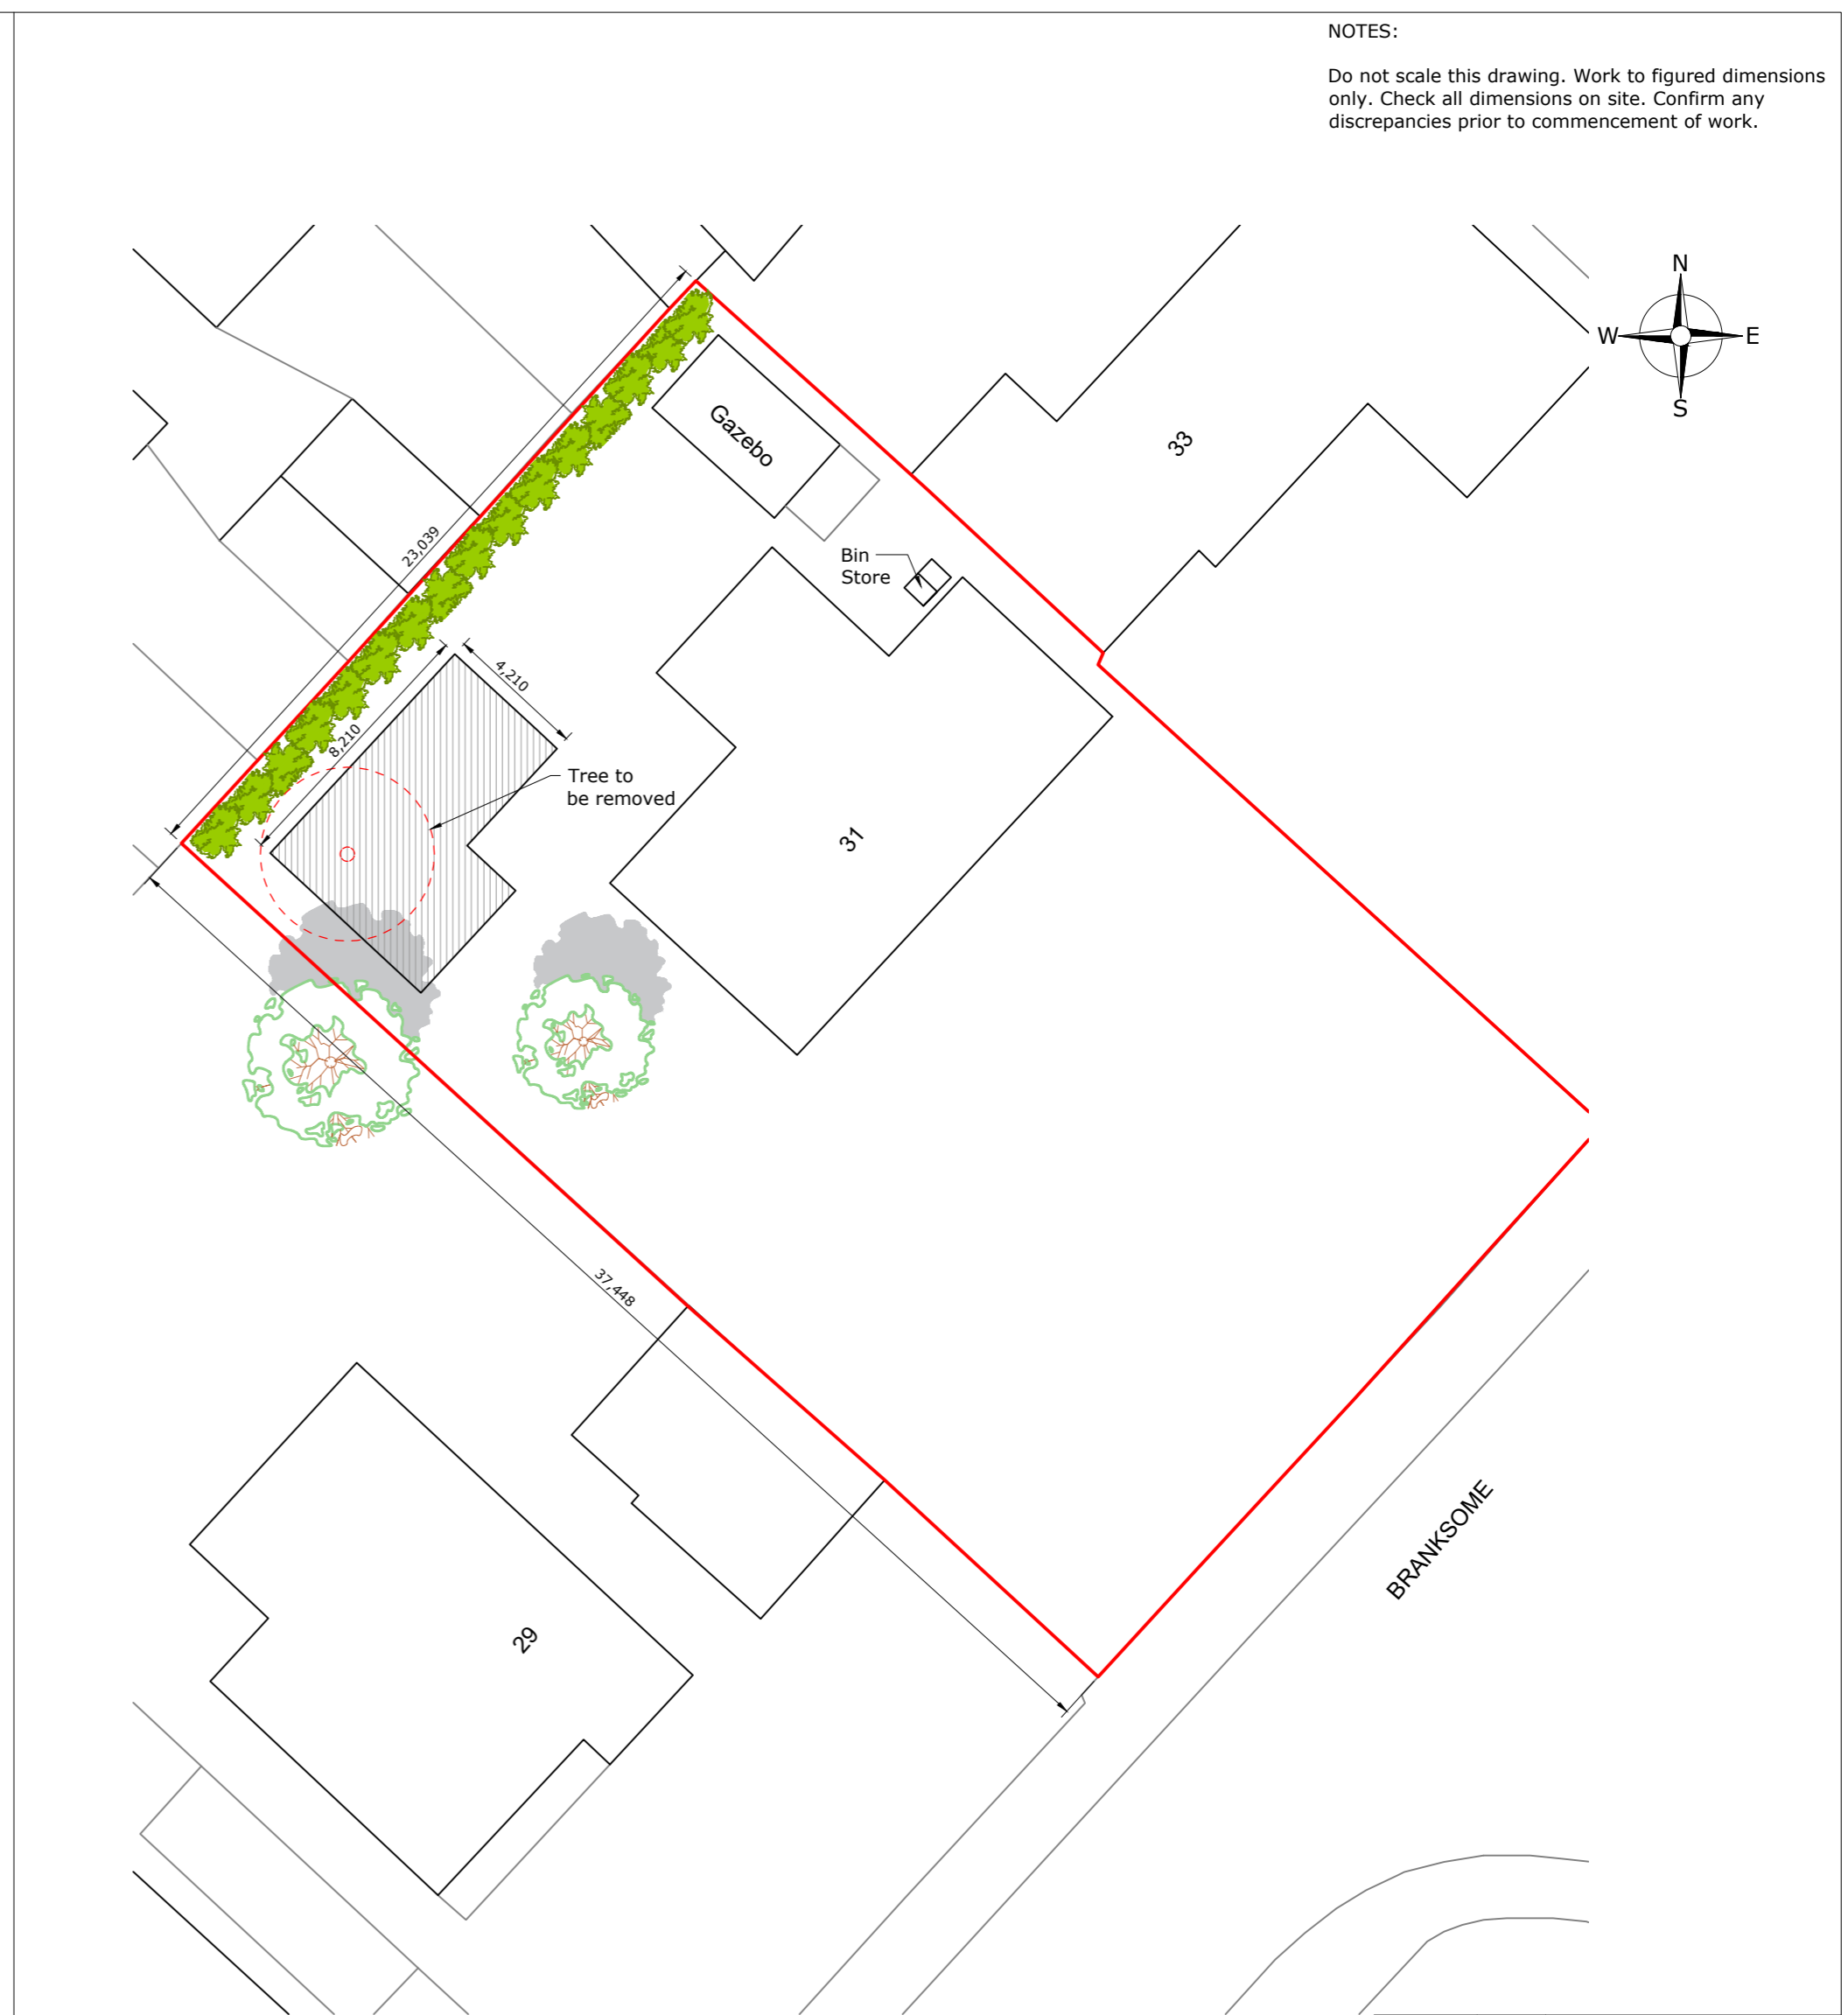 NOTES:
Do not scale this drawing. Work to figured dimensions
only. Check all dimensions on site. Confirm any
discrepancies prior to commencement of work.
N
W
E
S
33
Gazebo
23,039
Bin
Store
4,210
8,210
Tree to
be removed
31
37,448
BRANKSOME
29